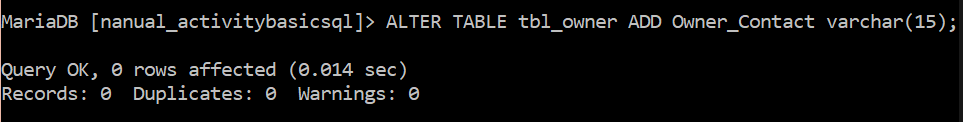 MariaDB [nanual_activitybasicsql]> ALTER TABLE tbl_owner ADD Owner_Contact varchar(15);
Query OK, 0 rows affected (0.014 sec)
Records: 0  Duplicates: 0  Warnings: 0